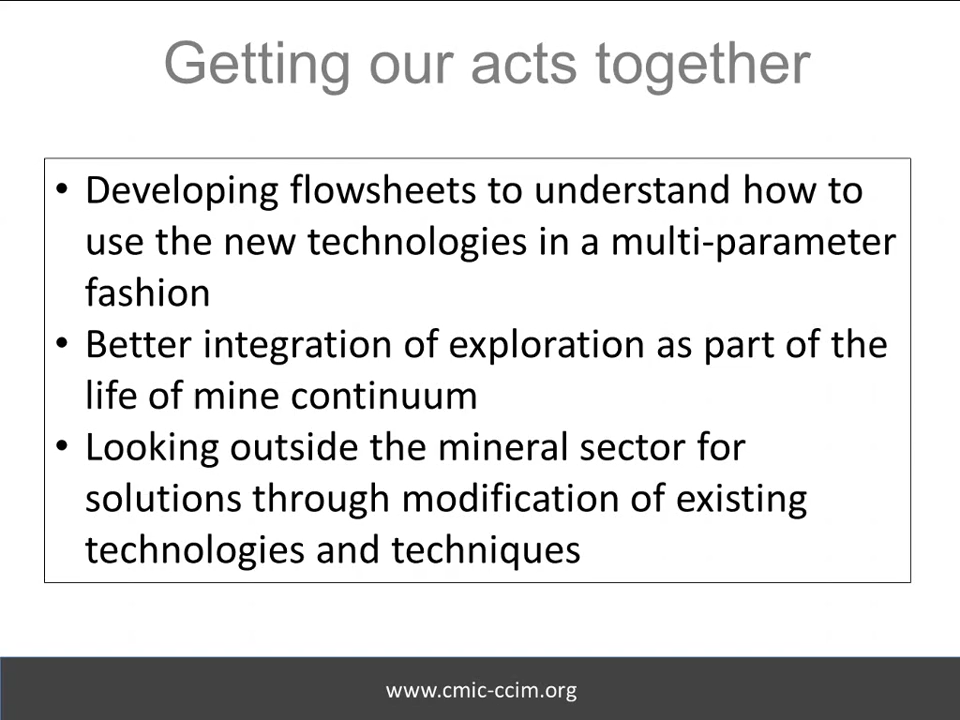 Getting our acts together
• Developing flowsheets to understand how to
use the new technologies in a multi-parameter
fashion
• Better integration of exploration as part of the
life of mine continuum
• Looking outside the mineral sector for
solutions through modification of existing
technologies and techniques
www.cmic-ccim.org